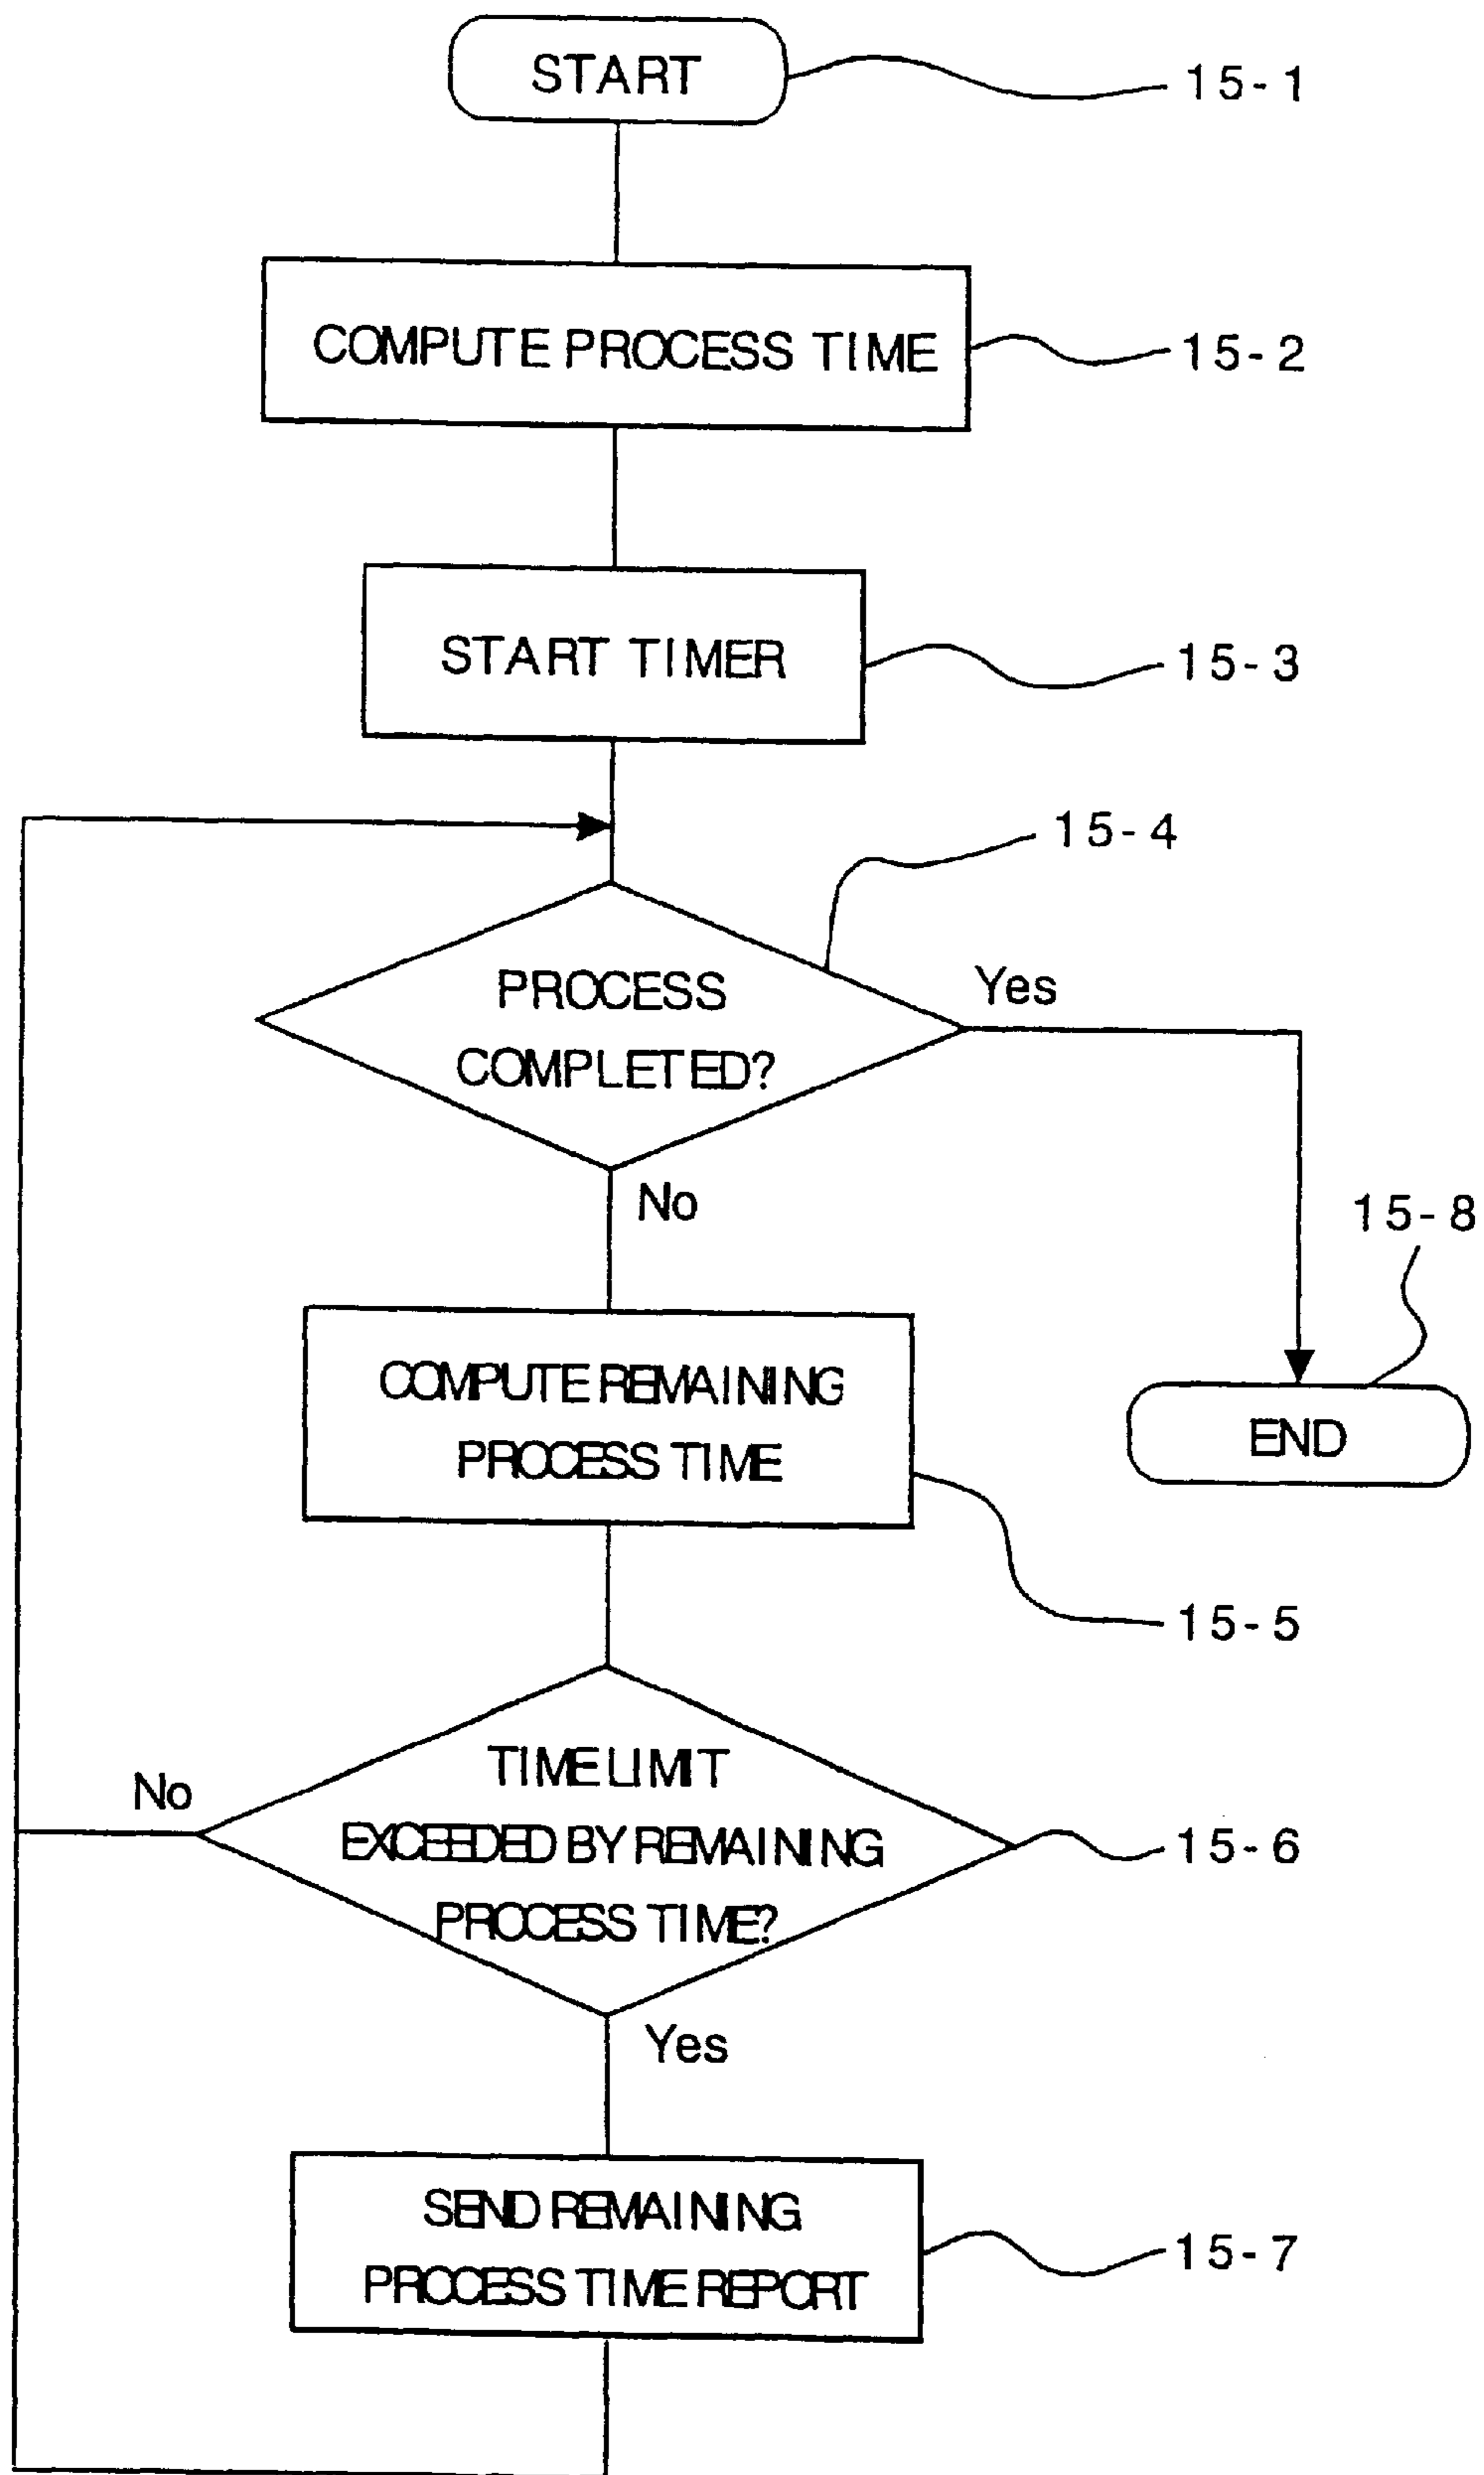 START
15-1
COMPUTE PROCESS TIME
15-2
START TIMER
15-3
15-4
PROCESS
COMPLETED?
Yes
No
15-8
COMPUTE REMAINING
PROCESS TIME
END
15-5
TIME LIMIT
EXCEEDED BY REMAINING
PROCESS TIME?
No
15-6
Yes
SEND REMAINING
PROCESS TIME REPORT
15-7